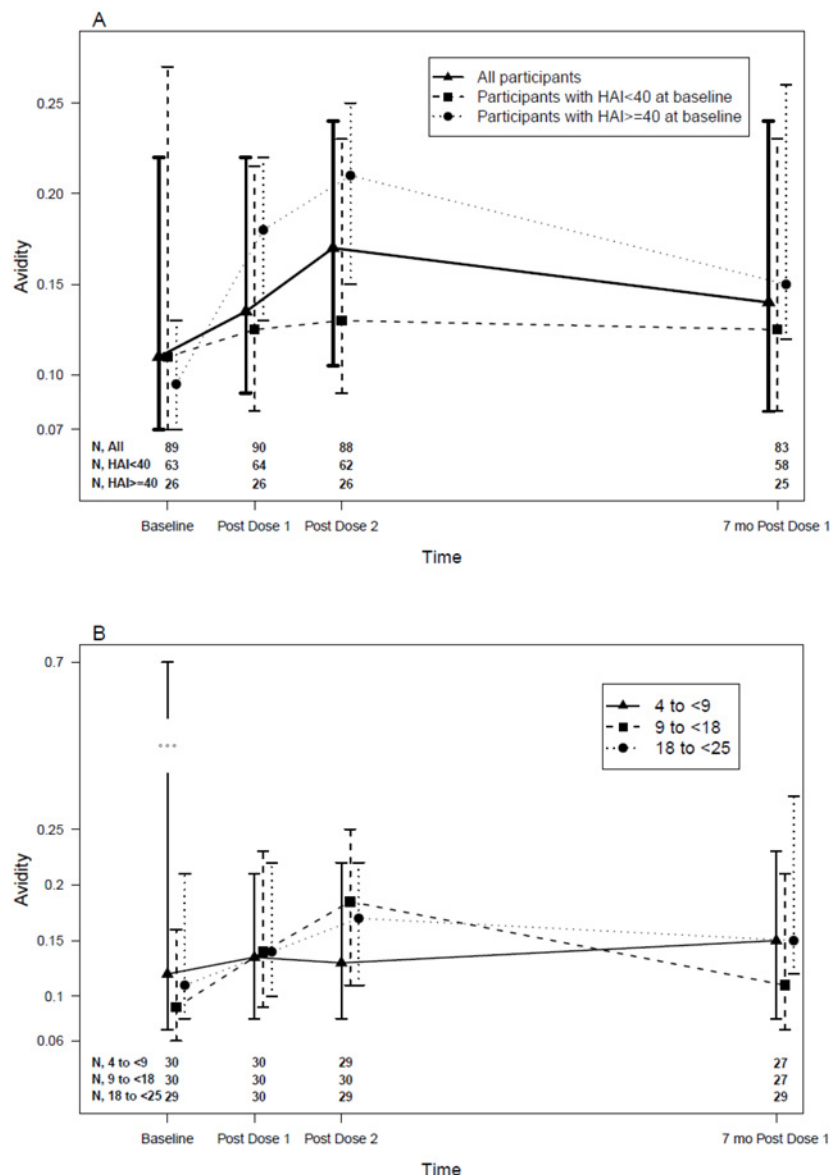 A
All participants
Participants with HAI<40 at baseline
Participants with HAI>=40 at baseline
0.25
0.20
0.15
0.10
0.07
Avidity
N, All 89 90 88 83
N, HAI<40 63 64 62 58
N, HAI>=40 26 26 26 25
Baseline Post Dose 1 Post Dose 2 7 mo Post Dose 1
Time
B
0.7
4 to <9
9 to <18
18 to <25
0.25
0.2
0.15
0.1
0.06
Avidity
N, 4 to <9 30 30 29 27
N, 9 to <18 30 30 30 27
N, 18 to <25 29 30 29 29
Baseline Post Dose 1 Post Dose 2 7 mo Post Dose 1
Time